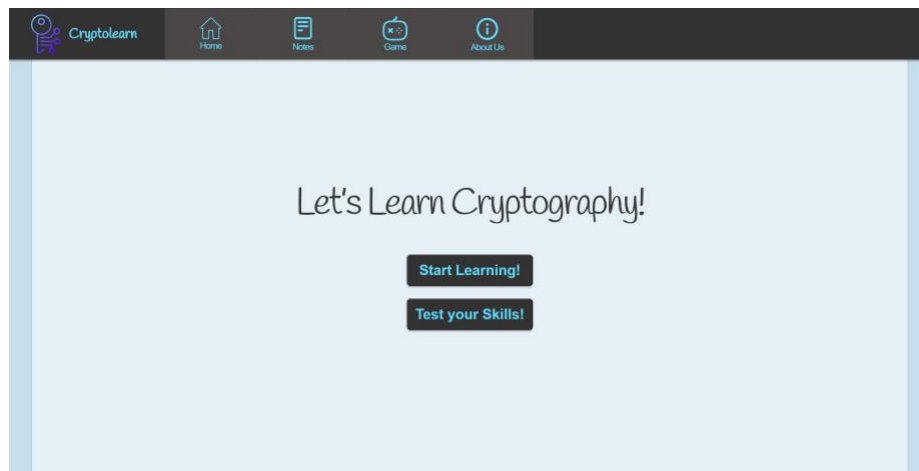 Cryptolearn
Home
Notes
Game
About Us
Let's Learn Cryptography!
Start Learning!
Test your Skills!